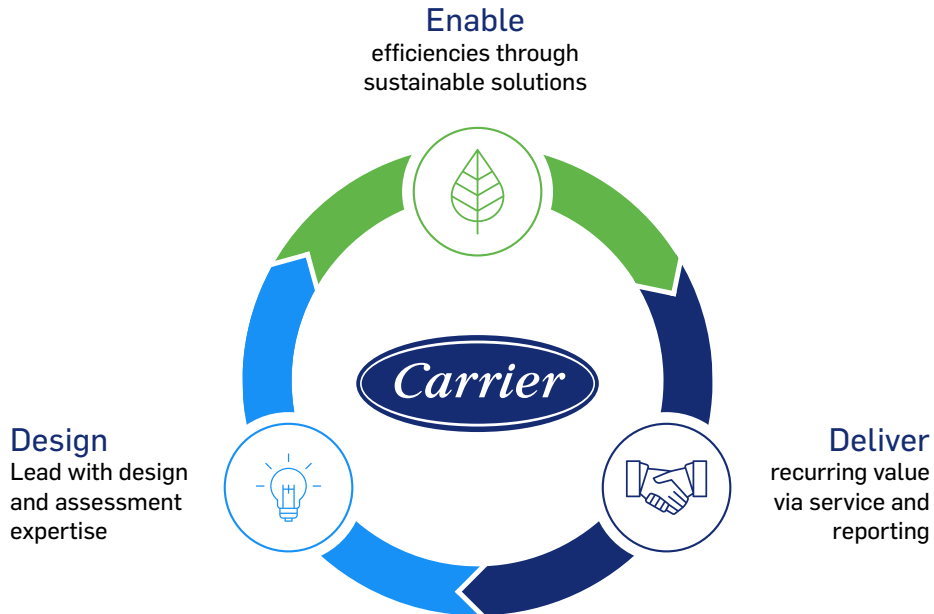 Enable
efficiencies through
sustainable solutions
Carrier
Design
Lead with design
and assessment
expertise
Deliver
recurring value
via service and
reporting